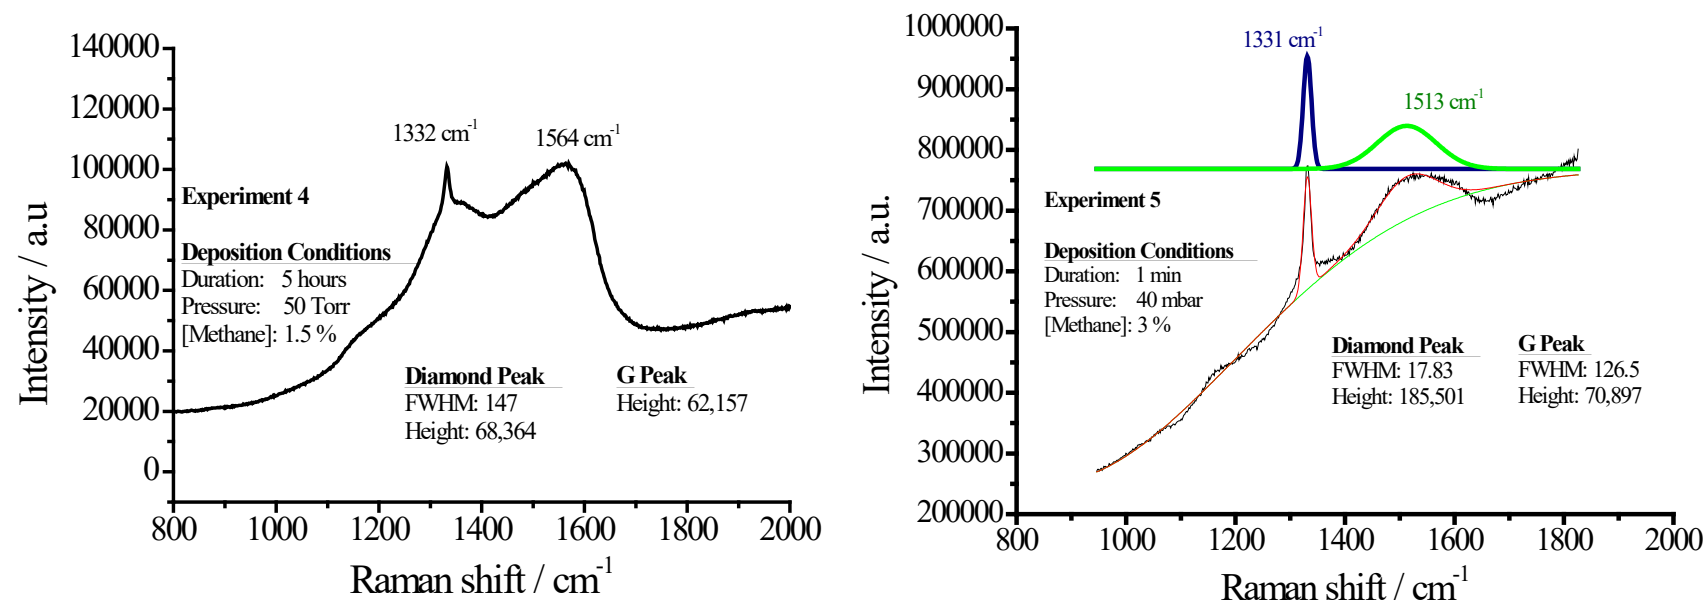 140000
120000
100000
80000
60000
40000
20000
0
Intensity / a.u
1332 cm-1
1564 cm-1
Experiment 4
Deposition Conditions
Duration: 5 hours
Pressure: 50 Torr
[Methane]: 1.5 %
Diamond Peak
FWHM: 147
Height: 68,364
G Peak
Height: 62,157
800 1000 1200 1400 1600 1800 2000
Raman shift / cm-1
1000000
900000
800000
700000
600000
500000
400000
300000
200000
Intensity / a.u.
1331 cm-1
1513 cm-1
Experiment 5
Deposition Conditions
Duration: 1 min
Pressure: 40 mbar
[Methane]: 3 %
Diamond Peak
FWHM: 17.83
Height: 185,501
G Peak
FWHM: 126.5
Height: 70,897
800 1000 1200 1400 1600 1800 2000
Raman shift / cm-1